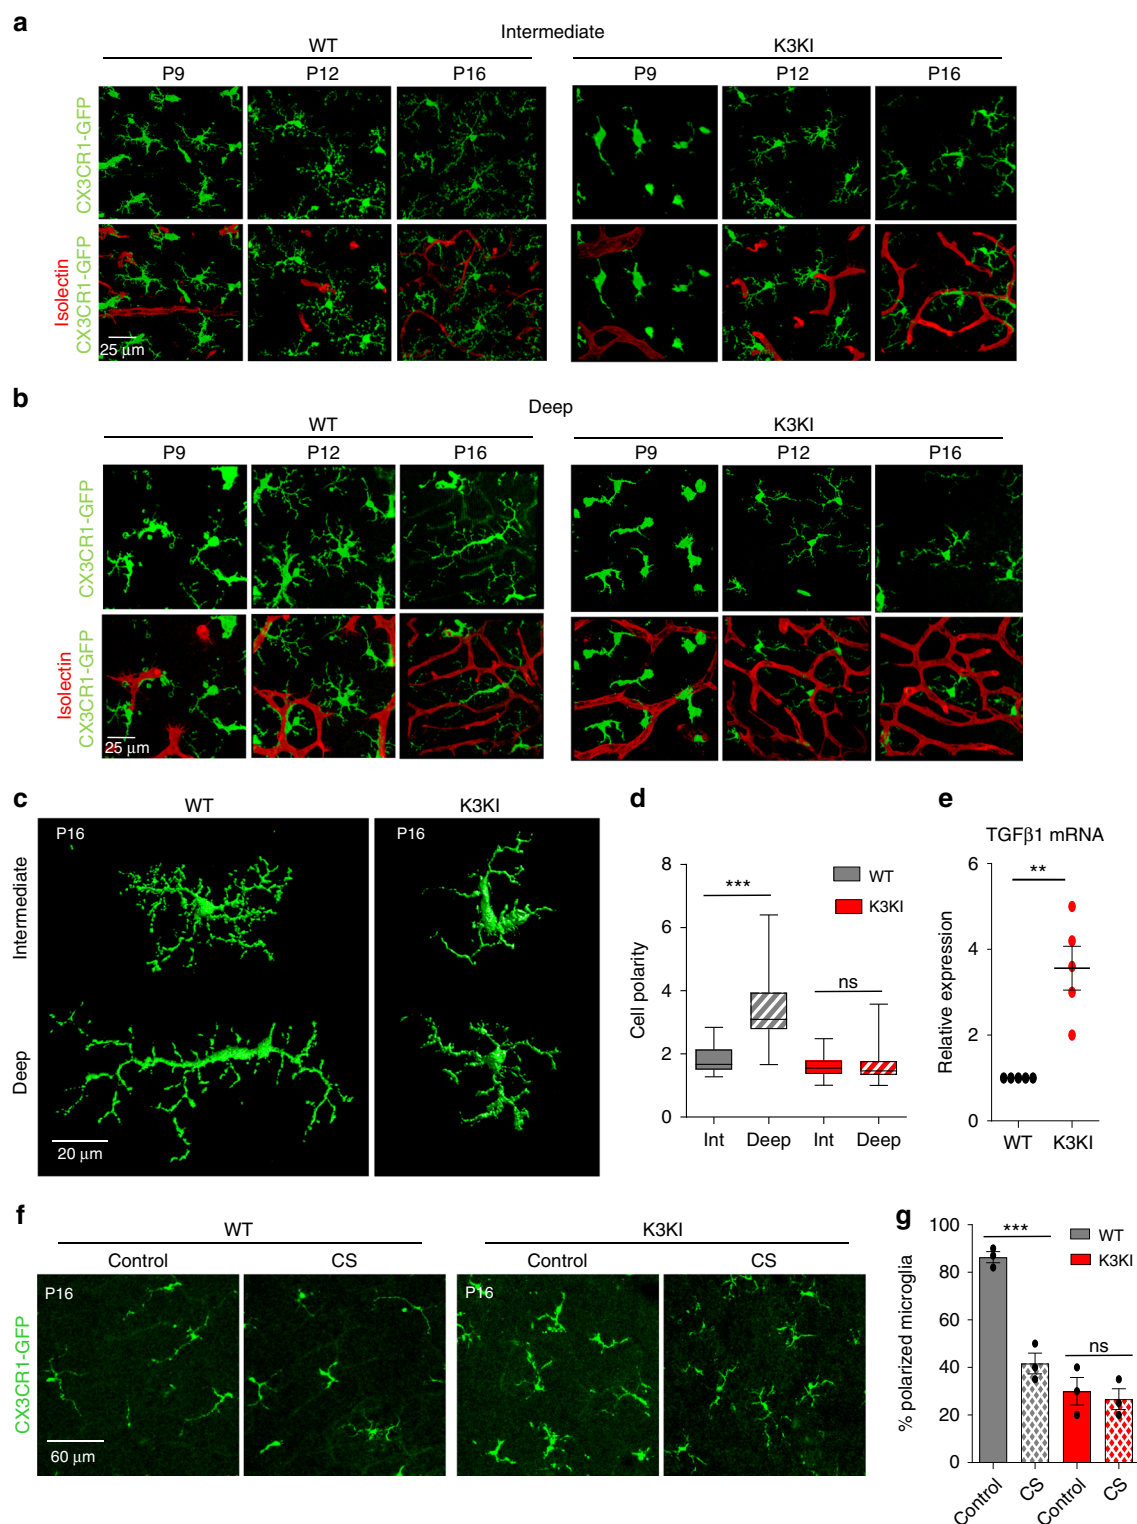 a
Intermediate
WT
K3KI
P9
P12
P16
P9
P12
P16
CX3CR1-GFP
Isolectin
CX3CR1-GFP
25 μm
b
Deep
WT
K3KI
P9
P12
P16
P9
P12
P16
CX3CR1-GFP
Isolectin
CX3CR1-GFP
25 μm
c
WT
K3KI
P16
P16
Intermediate
Deep
20 μm
d
8
6
4
2
0
Cell polarity
***
ns
WT
K3KI
Int
Deep
Int
Deep
e
TGFβ1 mRNA
6
4
2
0
Relative expression
**
WT
K3KI
f
WT
K3KI
Control
CS
Control
CS
P16
P16
CX3CR1-GFP
60 μm
g
100
80
60
40
20
0
% polarized microglia
***
ns
WT
K3KI
Control
CS
Control
CS